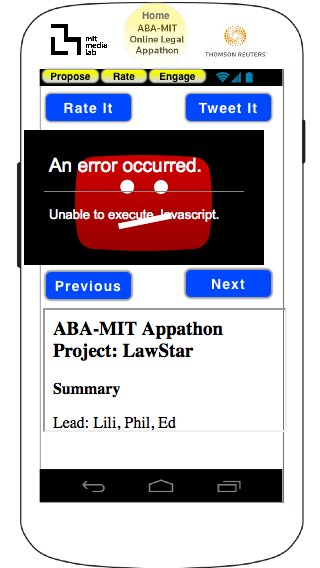 Home
mit
media
lab
ABA-MIT
Online Legal
Appathon
THOMSON REUTERS
Propose Rate Engage
Rate It Tweet It
An error occurred.
Unable to execute Javascript.
Previous Next
ABA-MIT Appathon
Project: LawStar
Summary
Lead: Lili, Phil, Ed